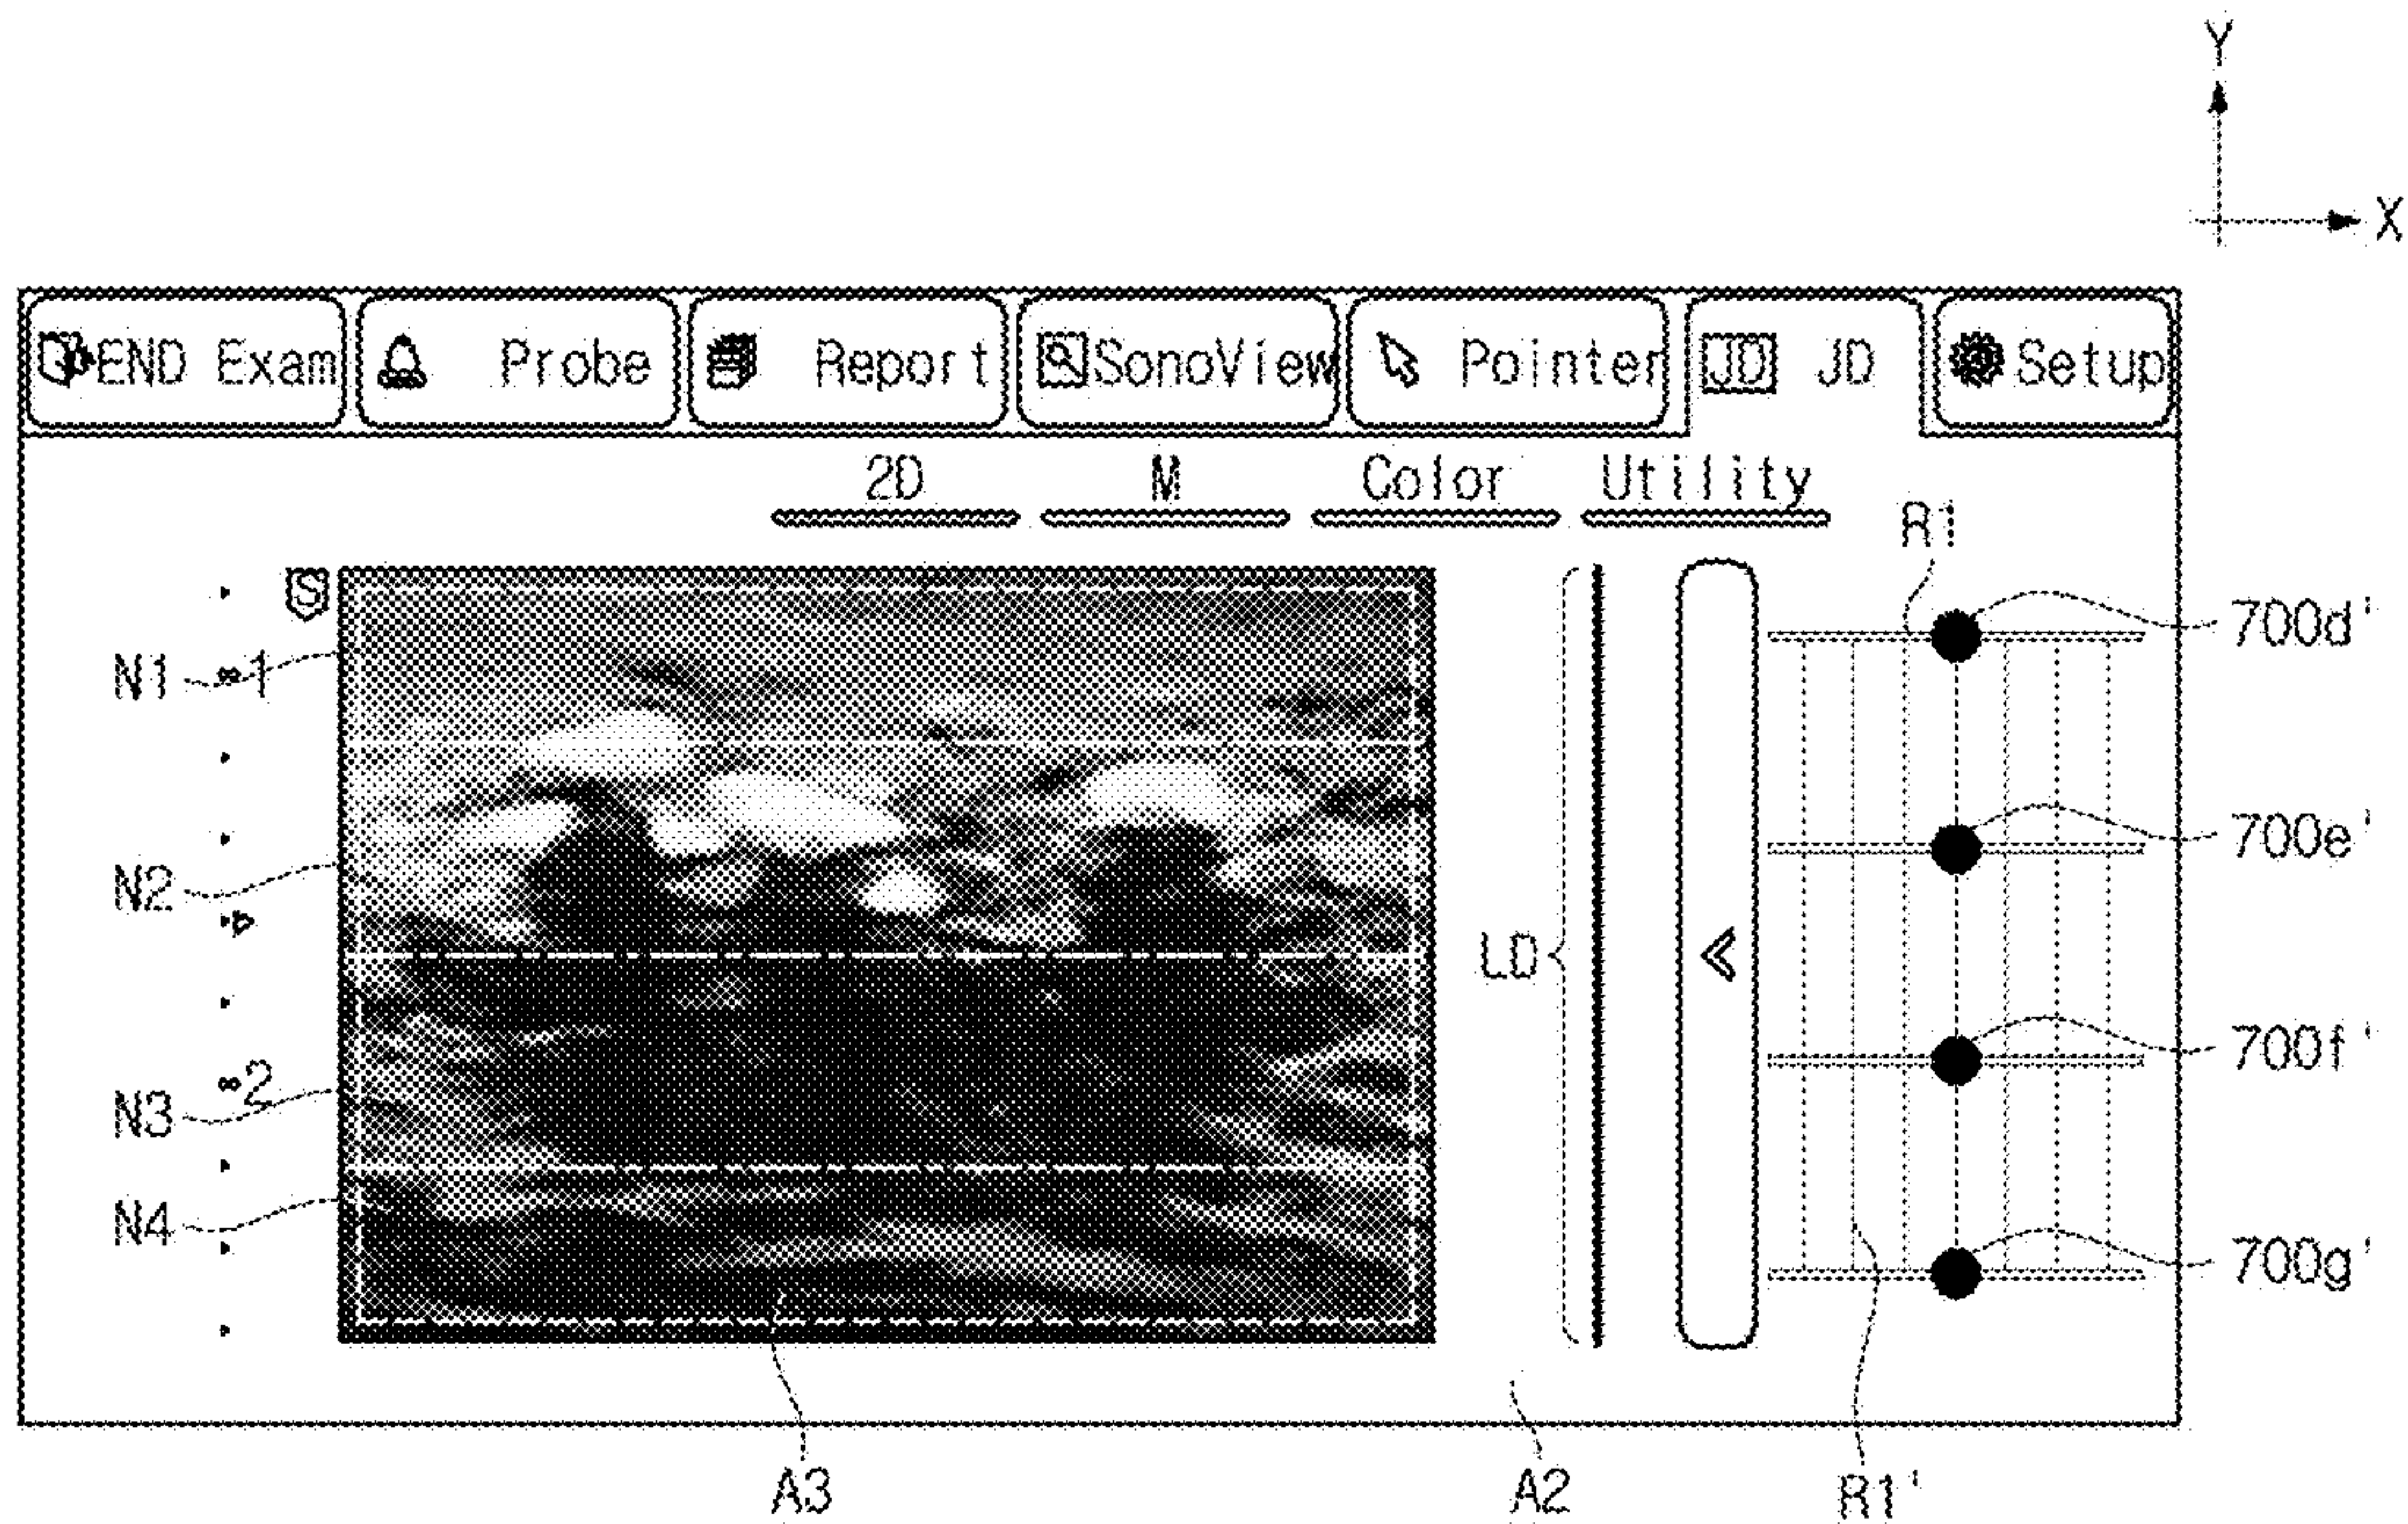 Y
X
END Exam Probe Report SonoView Pointer JD JD Setup
2D M Color Utility
R1
S
700d'
N1 1
700e'
N2
LD <
700f'
2
N3
N4
700g'
A3 A2 R1'